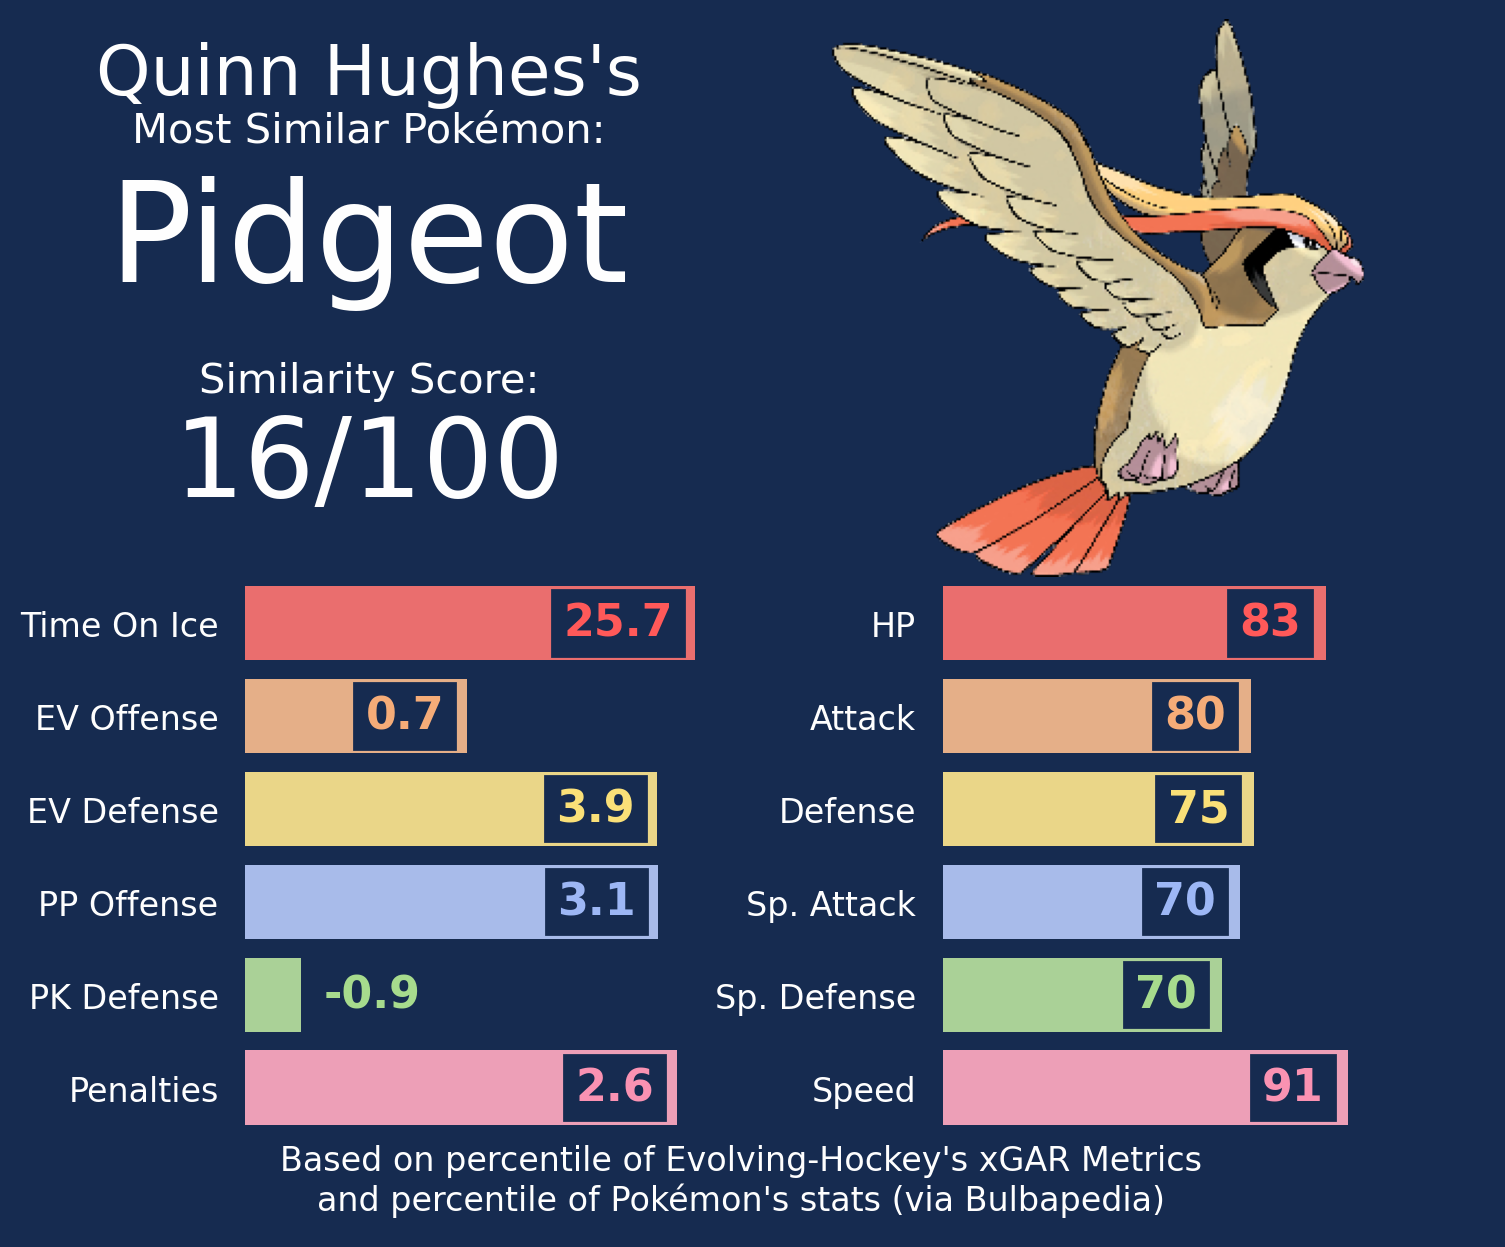 Quinn Hughes's
Most Similar Pokémon:
Pidgeot
Similarity Score:
16/100
Time On Ice 25.7
EV Offense 0.7
EV Defense 3.9
PP Offense 3.1
PK Defense -0.9
Penalties 2.6
HP 83
Attack 80
Defense 75
Sp. Attack 70
Sp. Defense 70
Speed 91
Based on percentile of Evolving-Hockey's xGAR Metrics
and percentile of Pokémon's stats (via Bulbapedia)